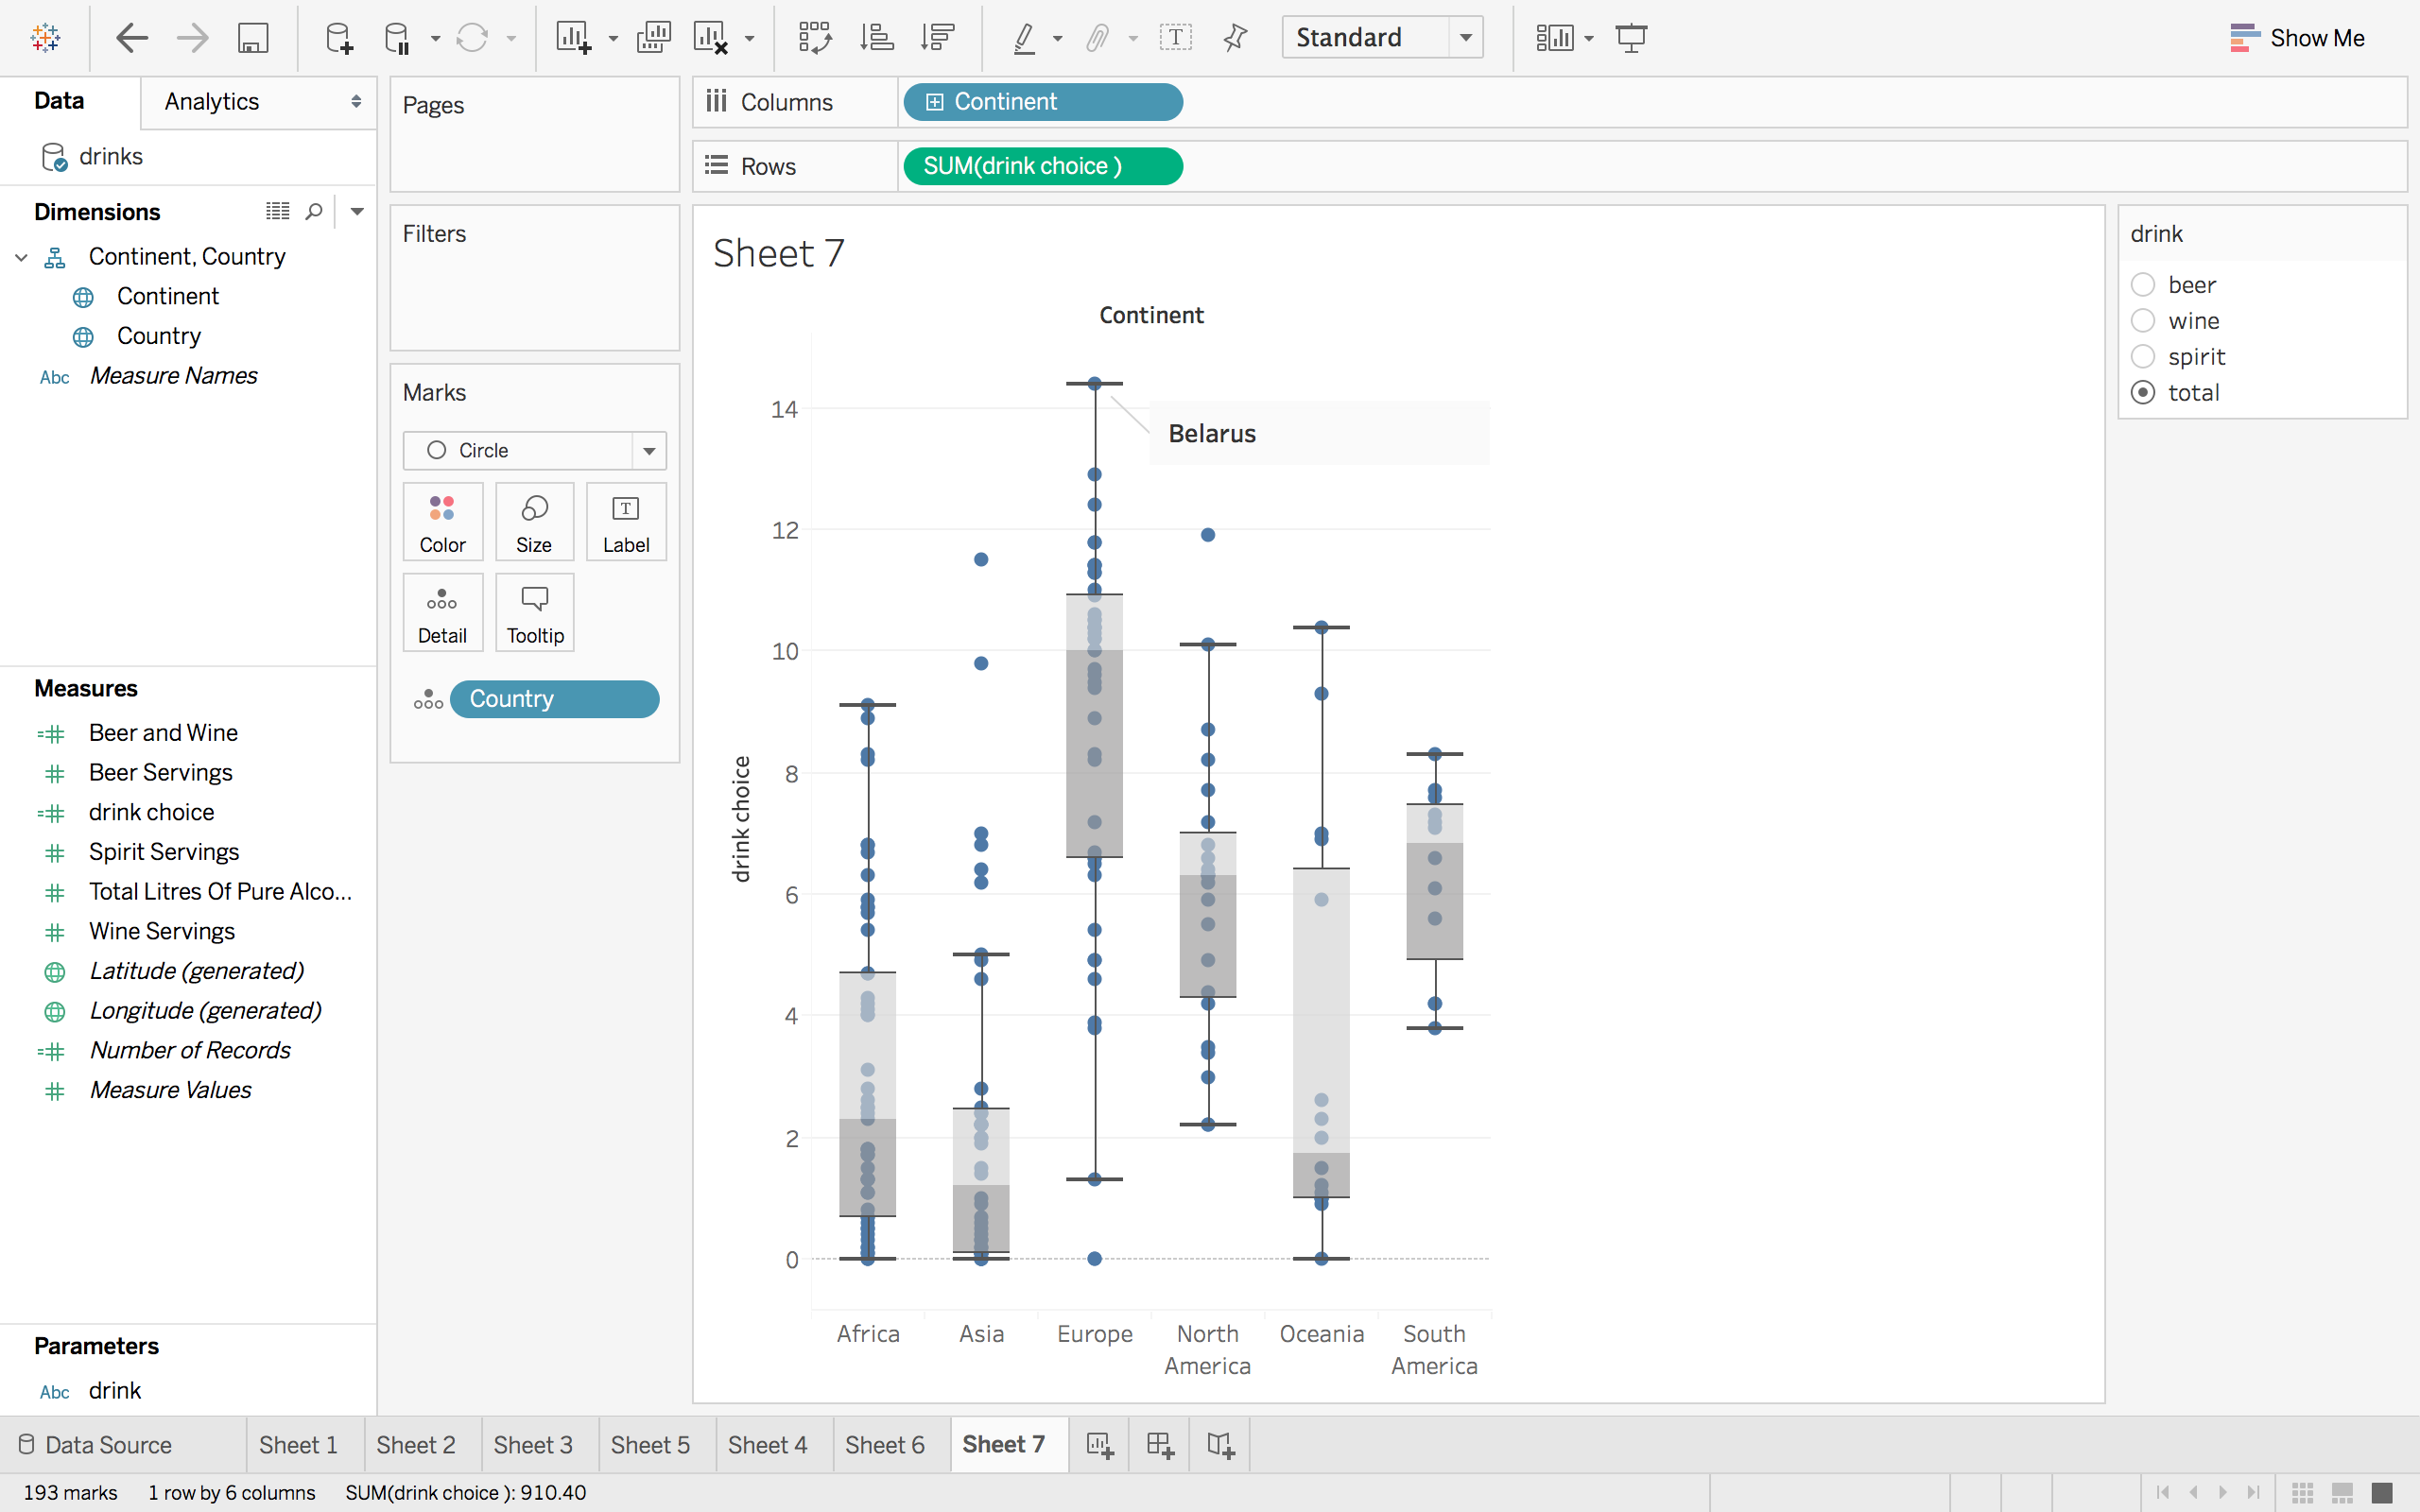 Standard
Show Me
Data
Analytics
drinks
Dimensions
Continent, Country
Continent
Country
Abc Measure Names
Measures
Beer and Wine
Beer Servings
drink choice
Spirit Servings
Total Litres Of Pure Alco...
Wine Servings
Latitude (generated)
Longitude (generated)
Number of Records
Measure Values
Parameters
Abc drink
Pages
Filters
Marks
Circle
Color
Size
T
Label
Detail
Tooltip
Country
Columns
Continent
Rows
SUM(drink choice )
Sheet 7
Continent
drink choice
14
12
10
8
6
4
2
0
Belarus
Africa
Asia
Europe
North
America
Oceania
South
America
drink
beer
wine
spirit
total
Data Source
Sheet 1
Sheet 2
Sheet 3
Sheet 5
Sheet 4
Sheet 6
Sheet 7
193 marks
1 row by 6 columns
SUM(drink choice ): 910.40